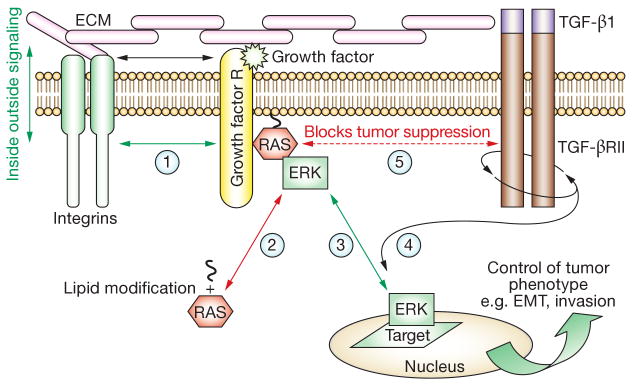 ECM
TGF-β1
Growth factor
Inside outside signaling
Growth factor R
Blocks tumor suppression
RAS
1
5
TGF-βRII
ERK
Integrins
2
3
4
Lipid modification
+
RAS
Control of tumor
phenotype
e.g. EMT, invasion
ERK
Target
Nucleus